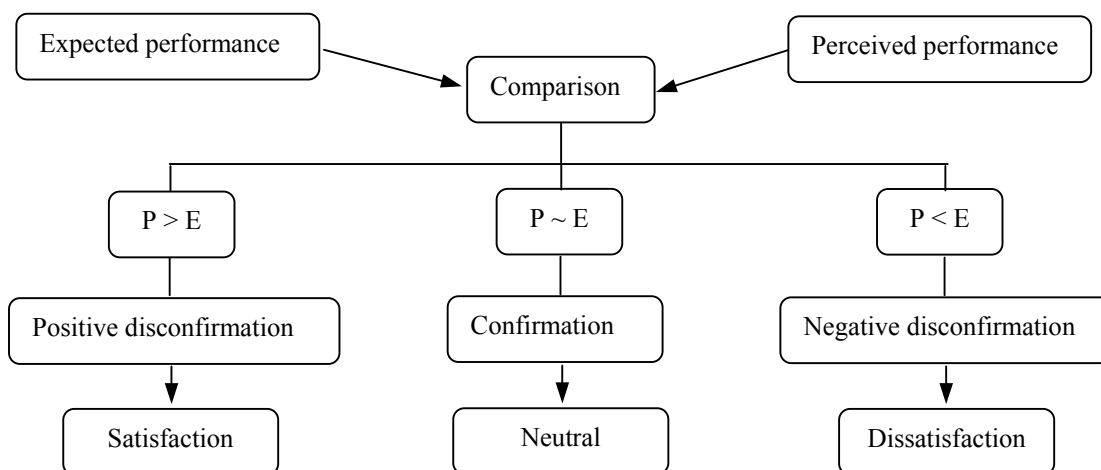 Expected performance
Perceived performance
Comparison
P > E
P ~ E
P < E
Positive disconfirmation
Confirmation
Negative disconfirmation
Satisfaction
Neutral
Dissatisfaction